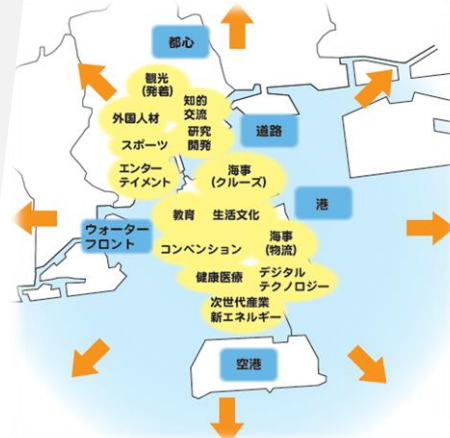 都心
観光
(発着)
知的
交流
外国人材
研究
開発
スポーツ
道路
エンター
テイメント
海事
(クルーズ)
港
教育
生活文化
ウォーター
フロント
コンベンション
海事
(物流)
健康医療
デジタル
テクノロジー
次世代産業
新エネルギー
空港